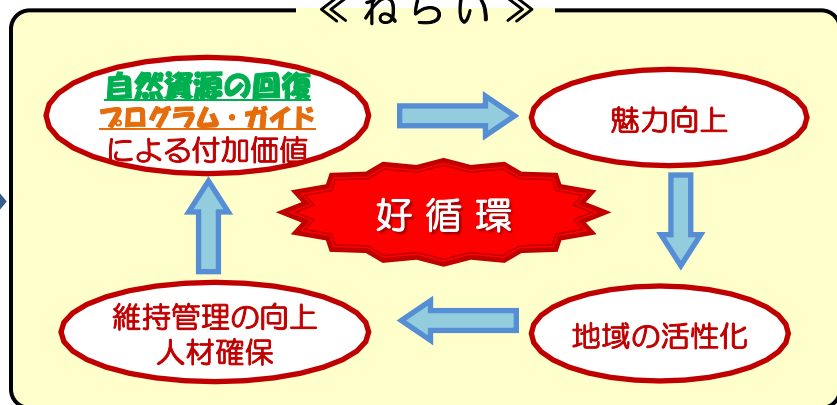 ≪ねらい≫
自然資源の回復
プログラム・ガイド
による付加価値
魅力向上
好循環
維持管理の向上
人材確保
地域の活性化